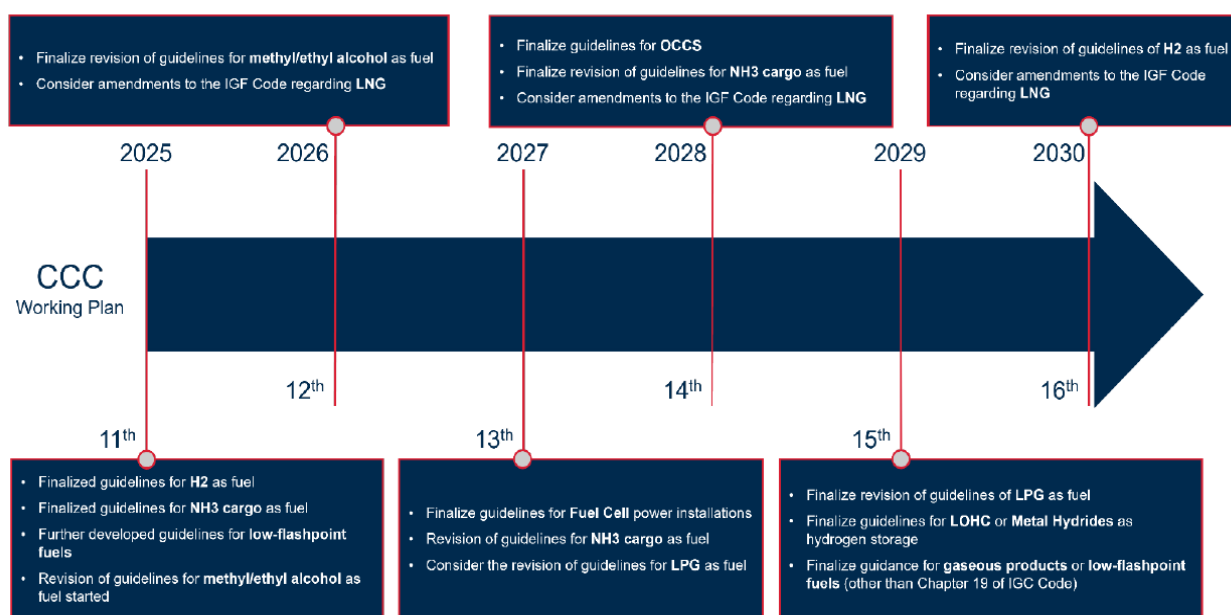 • Finalize revision of guidelines for methyl/ethyl alcohol as fuel
• Consider amendments to the IGF Code regarding LNG
• Finalize guidelines for OCCS
• Finalize revision of guidelines for NH3 cargo as fuel
• Consider amendments to the IGF Code regarding LNG
• Finalize revision of guidelines of H2 as fuel
• Consider amendments to the IGF Code
regarding LNG
2025 2026 2027 2028 2029 2030
CCC
Working Plan
12th 14th 16th
11th 13th 15th
• Finalized guidelines for H2 as fuel
• Finalized guidelines for NH3 cargo as fuel
• Further developed guidelines for low-flashpoint
fuels
• Revision of guidelines for methyl/ethyl alcohol as
fuel started
• Finalize guidelines for Fuel Cell power installations
• Revision of guidelines for NH3 cargo as fuel
• Consider the revision of guidelines for LPG as fuel
• Finalize revision of guidelines of LPG as fuel
• Finalize guidelines for LOHC or Metal Hydrides as
hydrogen storage
• Finalize guidance for gaseous products or low-flashpoint
fuels (other than Chapter 19 of IGC Code)